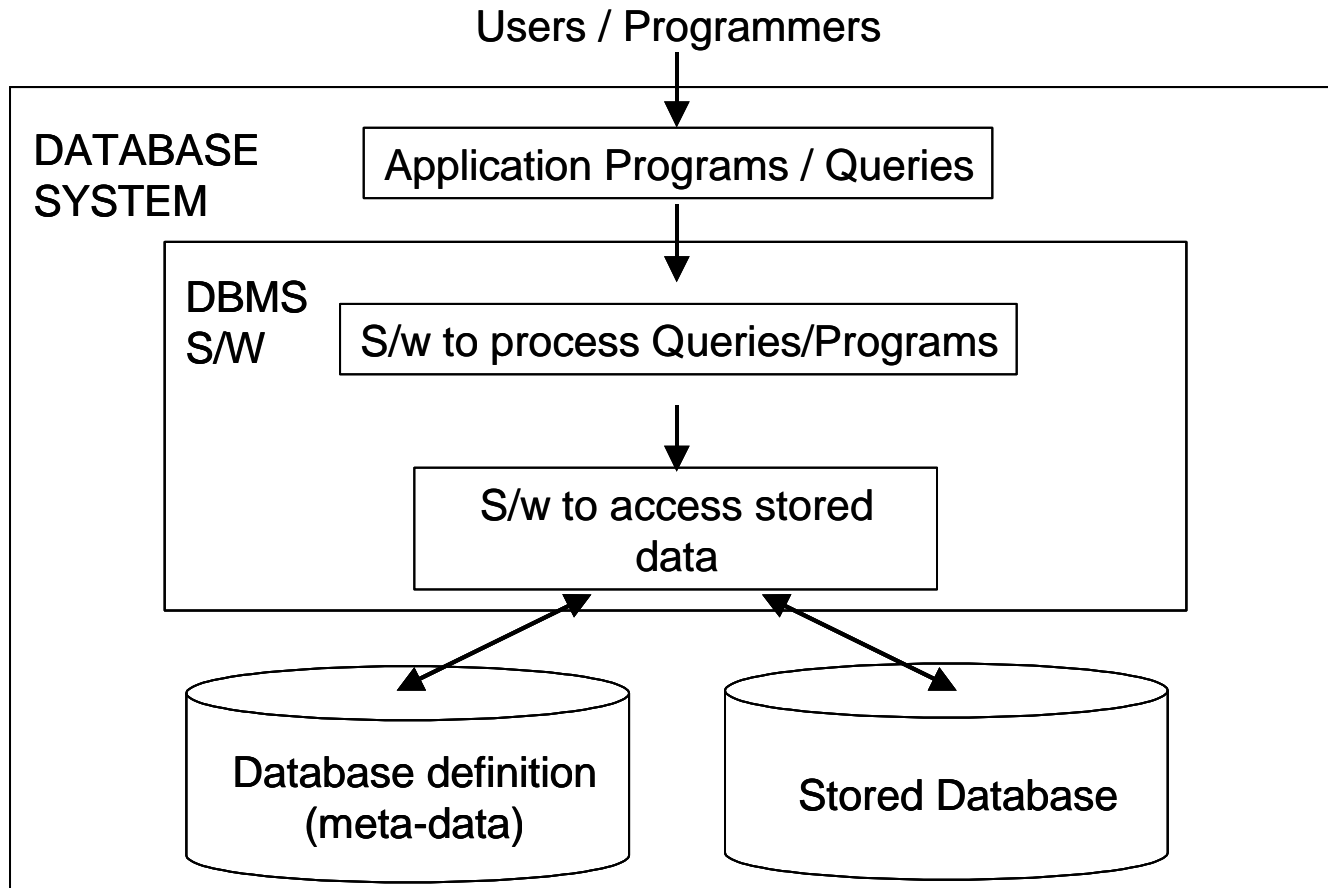 Users / Programmers
DATABASE
SYSTEM
Application Programs / Queries
DBMS
S/W
S/w to process Queries/Programs
S/w to access stored
data
Database definition
(meta-data)
Stored Database